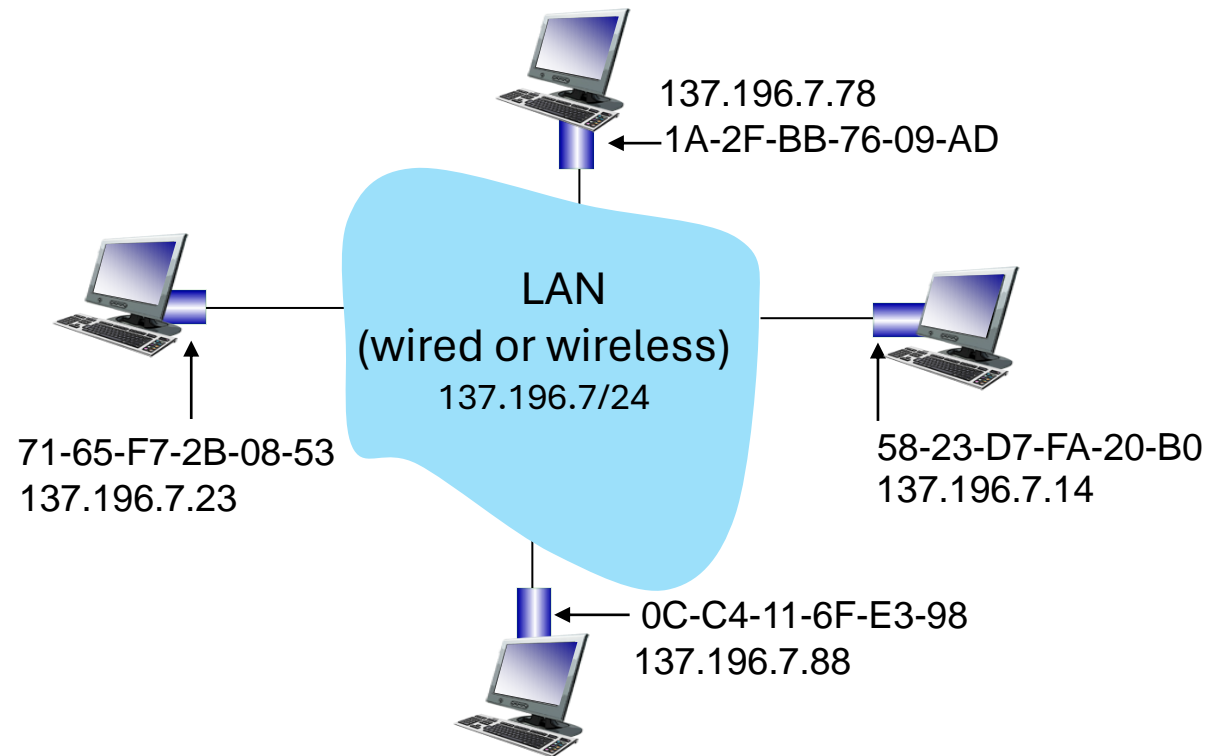 137.196.7.78
1A-2F-BB-76-09-AD
LAN
(wired or wireless)
137.196.7/24
71-65-F7-2B-08-53
137.196.7.23
58-23-D7-FA-20-B0
137.196.7.14
0C-C4-11-6F-E3-98
137.196.7.88